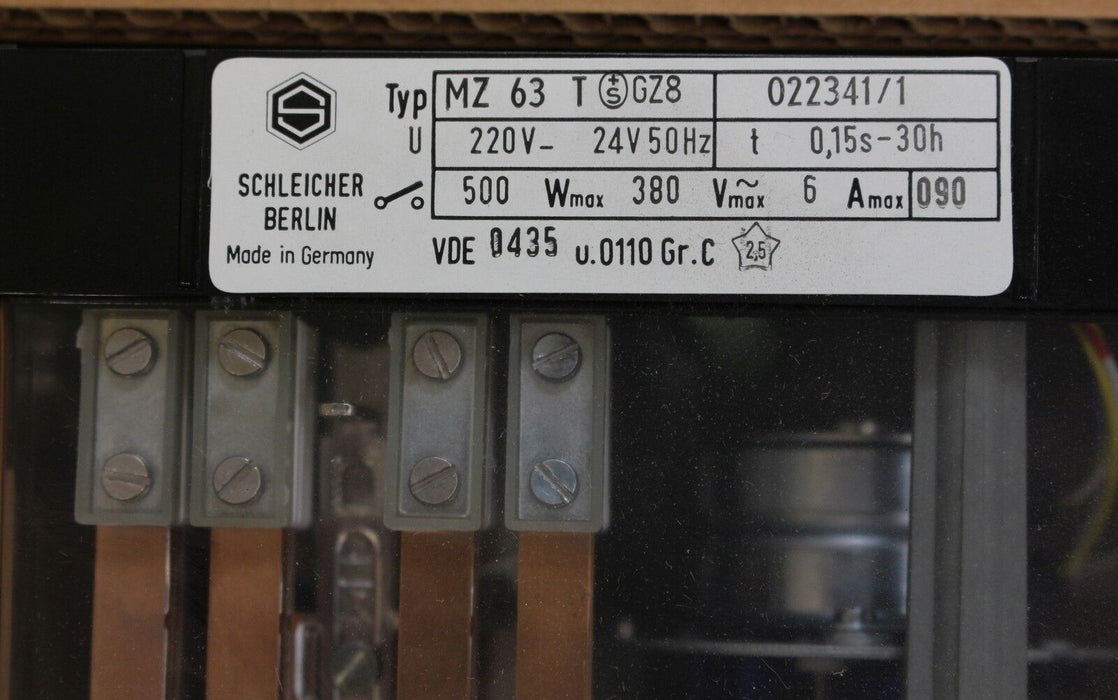 Typ MZ 63 T GZ8 022341/1
U 220V- 24V 50Hz t 0,15s-30h
SCHLEICHER 500 Wmax 380 V~max 6 Amax 090
BERLIN
Made in Germany VDE 0435 u.0110 Gr.C 2,5